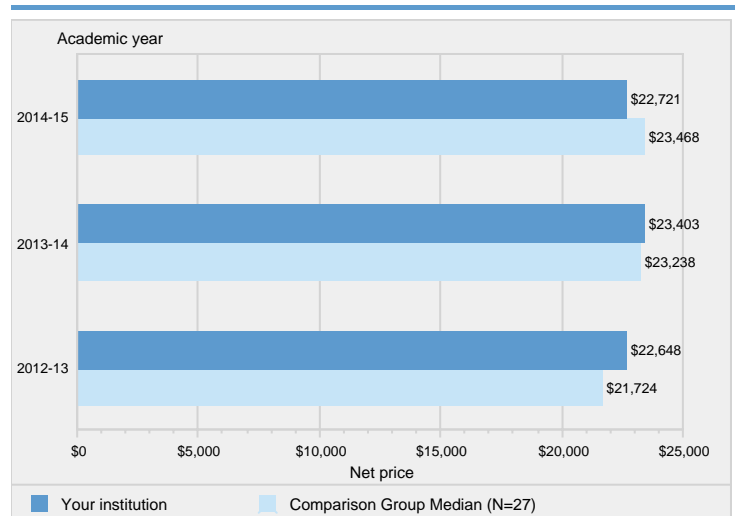 Academic year
2014-15
$22,721
$23,468
2013-14
$23,403
$23,238
2012-13
$22,648
$21,724
$0 $5,000 $10,000 $15,000 $20,000 $25,000
Net price
Your institution Comparison Group Median (N=27)